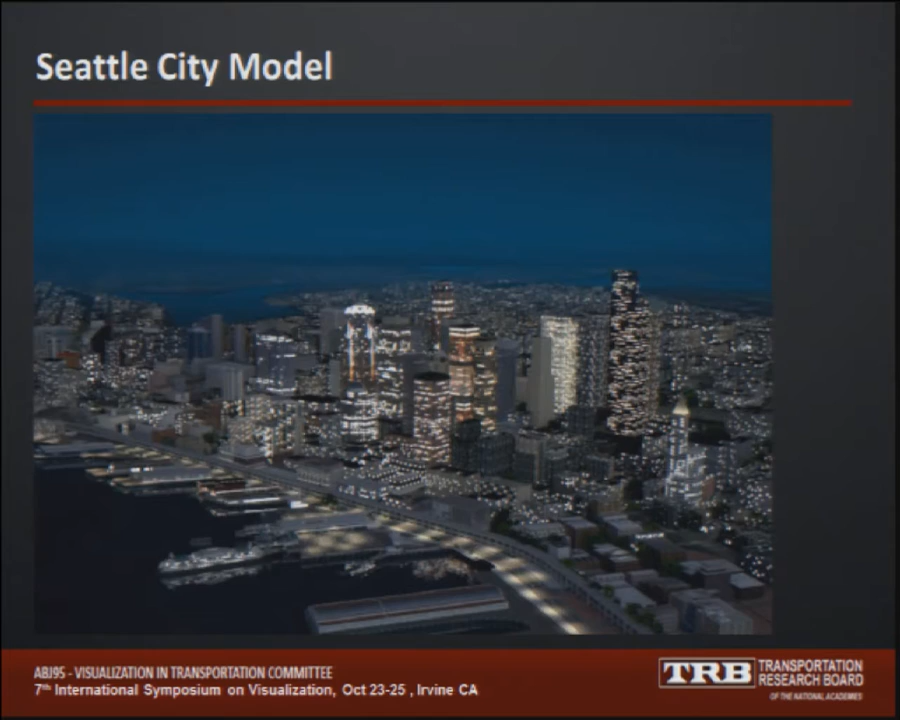 Seattle City Model
ABJ95 - VISUALIZATION IN TRANSPORTATION COMMITTEE
7th International Symposium on Visualization, Oct 23-25 , Irvine CA
TRB TRANSPORTATION
RESEARCH BOARD
OF THE NATIONAL ACADEMIES